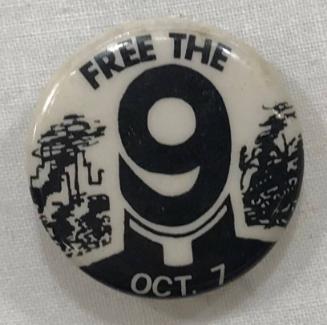 FREE THE
9
OCT. 7